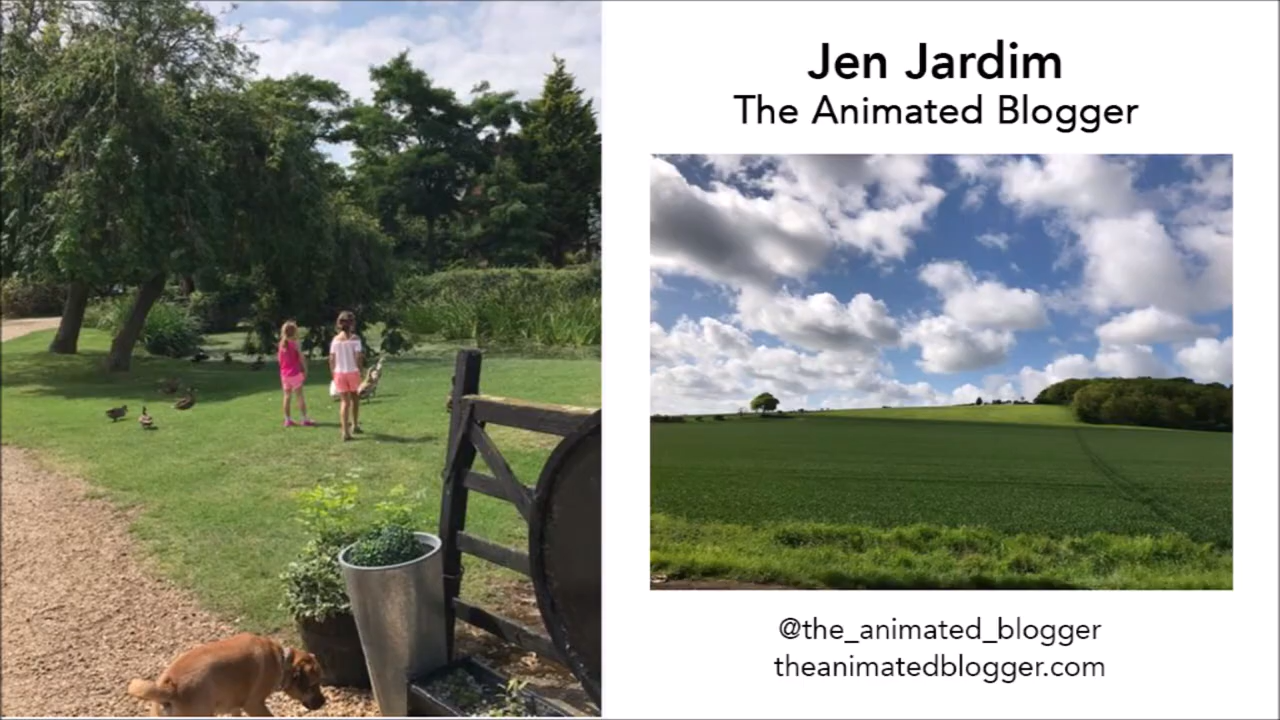 Jen Jardim
The Animated Blogger
@the_animated_blogger
theanimatedblogger.com